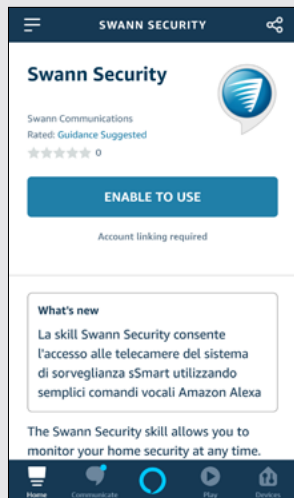 SWANN SECURITY
Swann Security
Swann Communications
Rated: Guidance Suggested
0
ENABLE TO USE
Account linking required
What's new
La skill Swann Security consente
l'accesso alle telecamere del sistema
di sorveglianza sSmart utilizzando
semplici comandi vocali Amazon Alexa
The Swann Security skill allows you to
monitor your home security at any time.
Home Communicate Play Devices